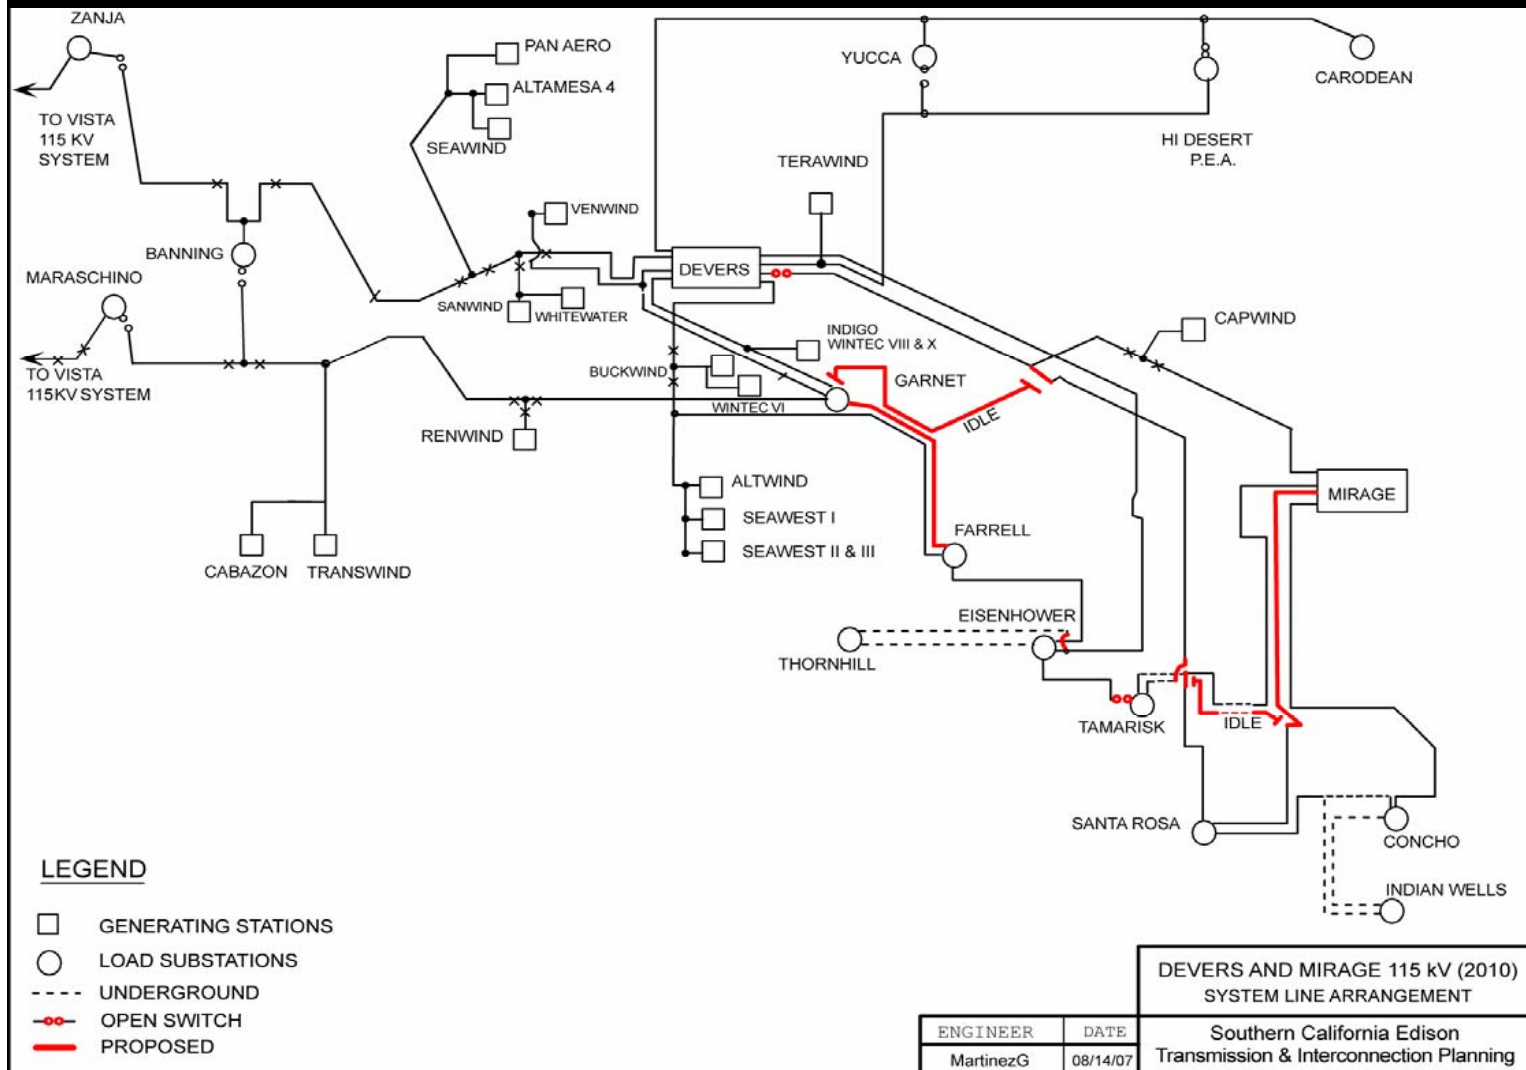 ZANJA
PAN AERO
YUCCA
CARODEAN
ALTAMESA 4
TO VISTA
115 KV
SYSTEM
SEAWIND
HI DESERT
P.E.A.
TERAWIND
VENWIND
BANNING
DEVERS
MARASCHINO
SANWIND
WHITEWATER
CAPWIND
INDIGO
WINTEC VIII & X
TO VISTA
115KV SYSTEM
BUCKWIND
GARNET
WINTEC VI
IDLE
RENWIND
ALTWIND
MIRAGE
SEAWEST I
FARRELL
SEAWEST II & III
CABAZON
TRANSWIND
EISENHOWER
THORNHILL
TAMARISK
IDLE
SANTA ROSA
CONCHO
INDIAN WELLS
LEGEND
GENERATING STATIONS
LOAD SUBSTATIONS
UNDERGROUND
OPEN SWITCH
PROPOSED
DEVERS AND MIRAGE 115 kV (2010)
SYSTEM LINE ARRANGEMENT
ENGINEER DATE
MartinezG 08/14/07
Southern California Edison
Transmission & Interconnection Planning